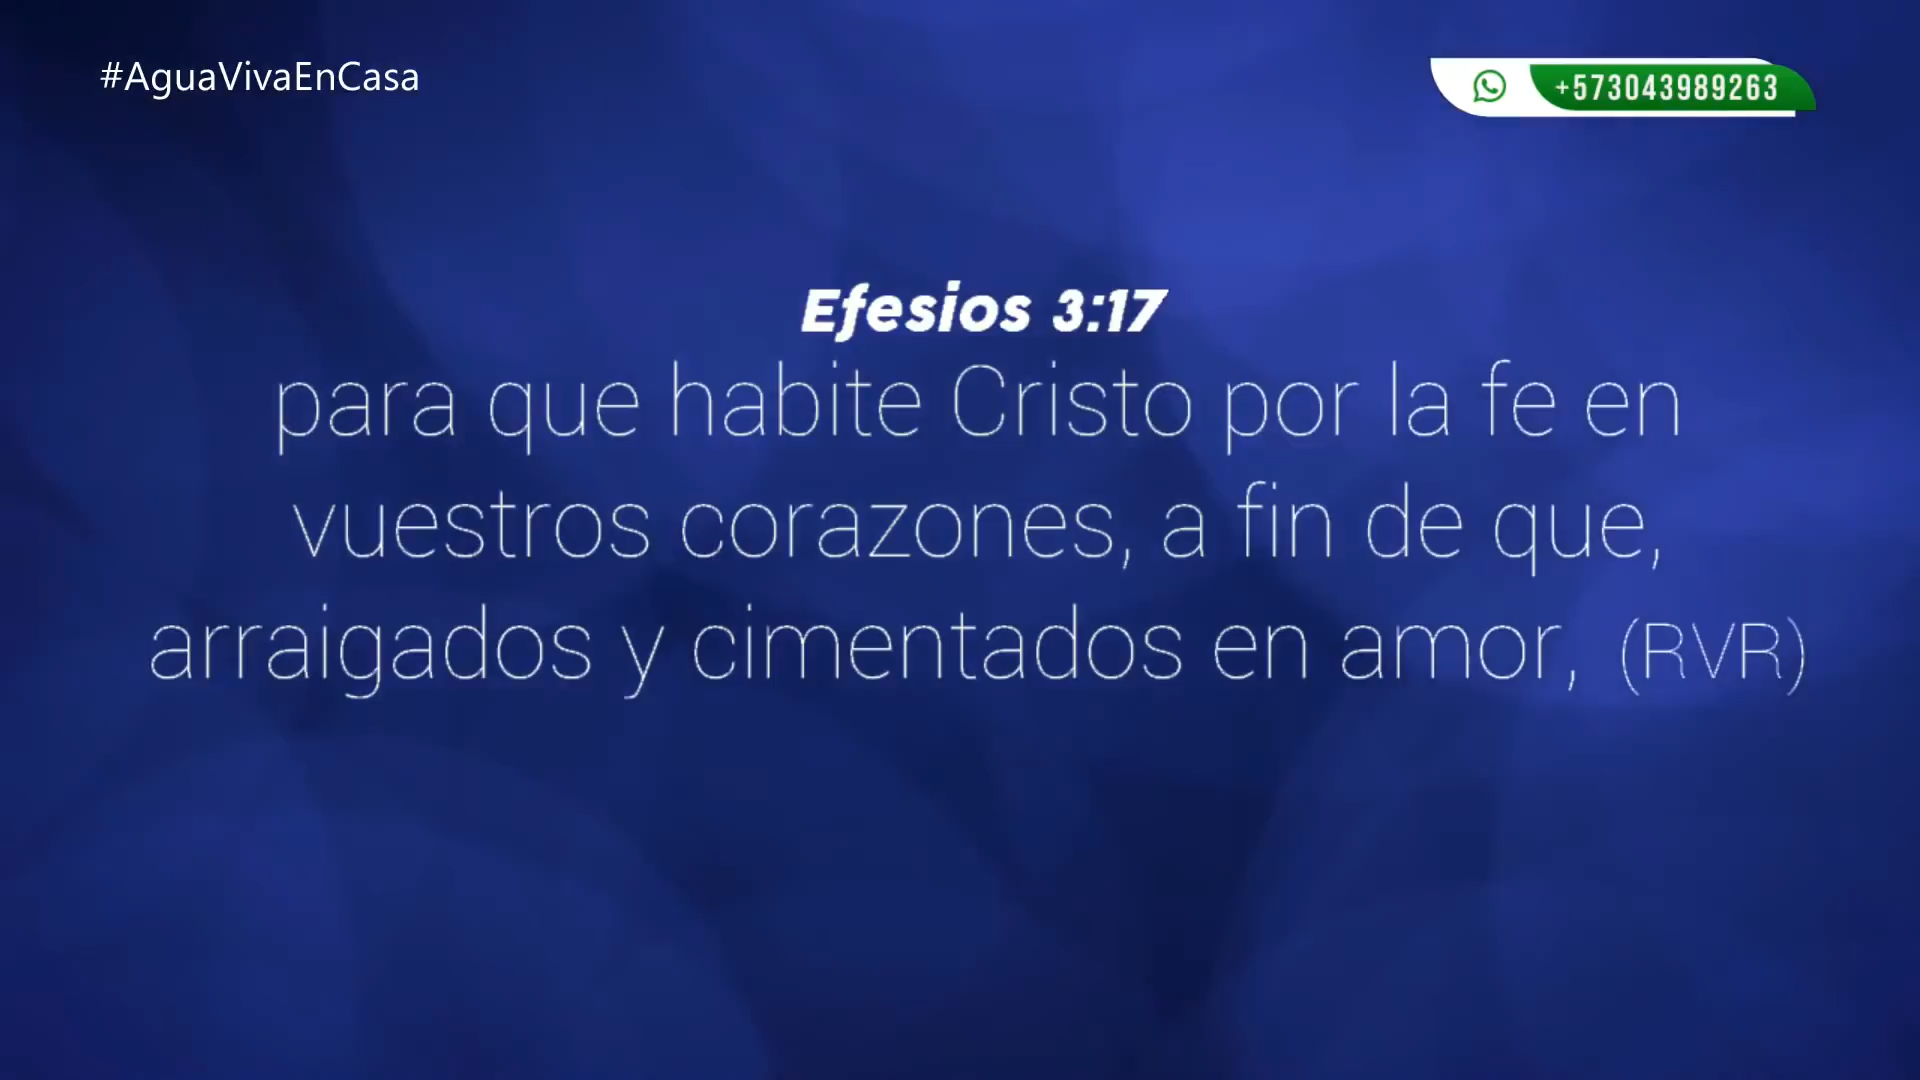 #AguaVivaEnCasa
+573043989263
Efesios 3:17
para que habite Cristo por la fe en
vuestros corazones, a fin de que,
arraigados y cimentados en amor, (RVR)